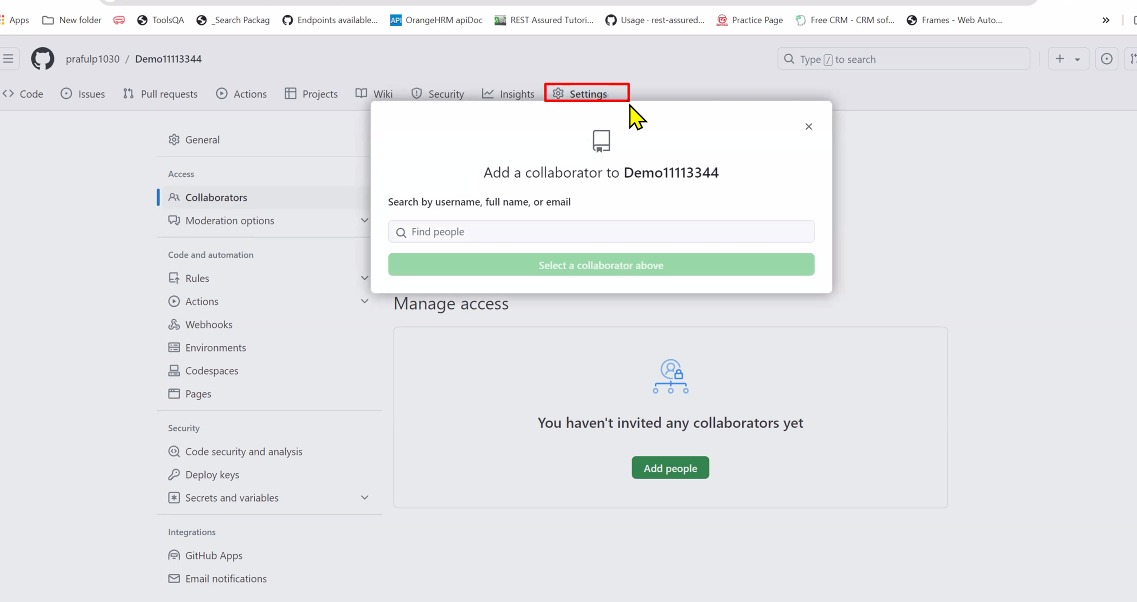 Apps New folder ToolsQA _Search Packag Endpoints available... API OrangeHRM apiDoc REST Assured Tutori... Usage · rest-assured... Practice Page Free CRM - CRM sof... Frames - Web Auto... »
prafulp1030 / Demo11113344 Type / to search
Code Issues Pull requests Actions Projects Wiki Security Insights Settings
General
Access
Collaborators
Moderation options
Code and automation
Rules
Actions
Webhooks
Environments
Codespaces
Pages
Security
Code security and analysis
Deploy keys
Secrets and variables
Integrations
GitHub Apps
Email notifications
Add a collaborator to Demo11113344
Search by username, full name, or email
Find people
Select a collaborator above
Manage access
You haven't invited any collaborators yet
Add people